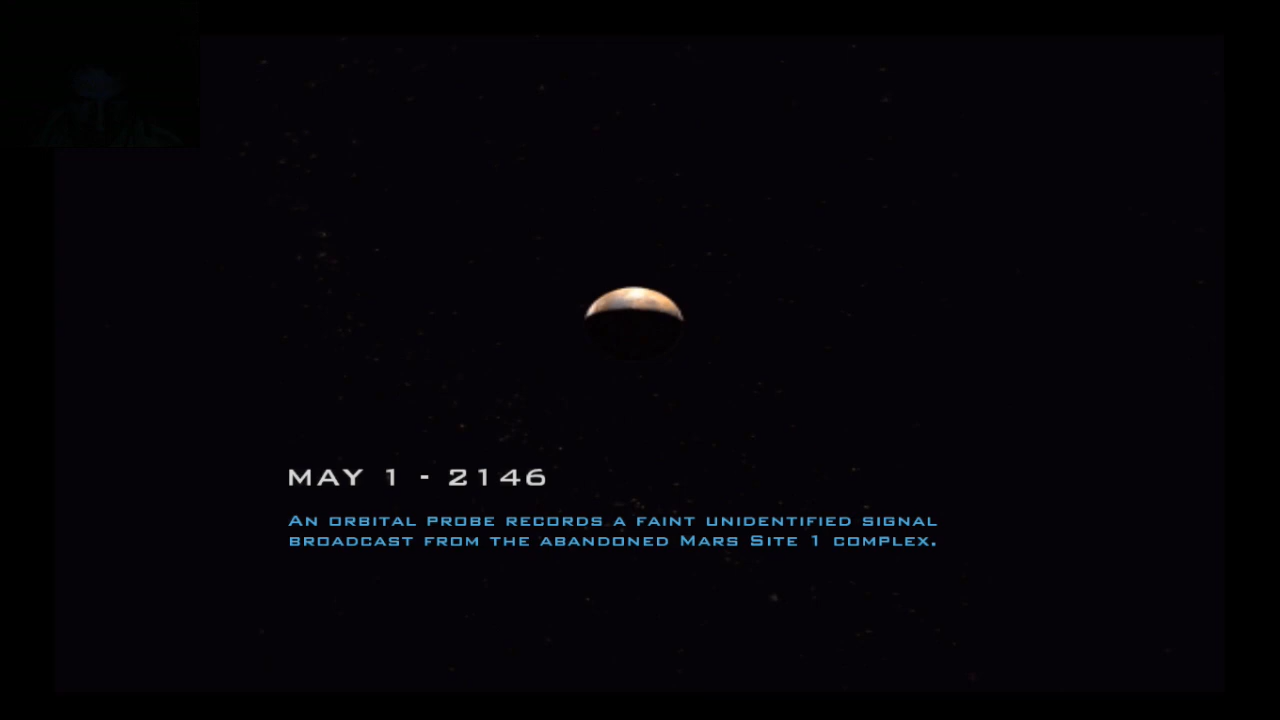 MAY 1 - 2146
An orbital probe records a faint unidentified signal
broadcast from the abandoned Mars Site 1 complex.